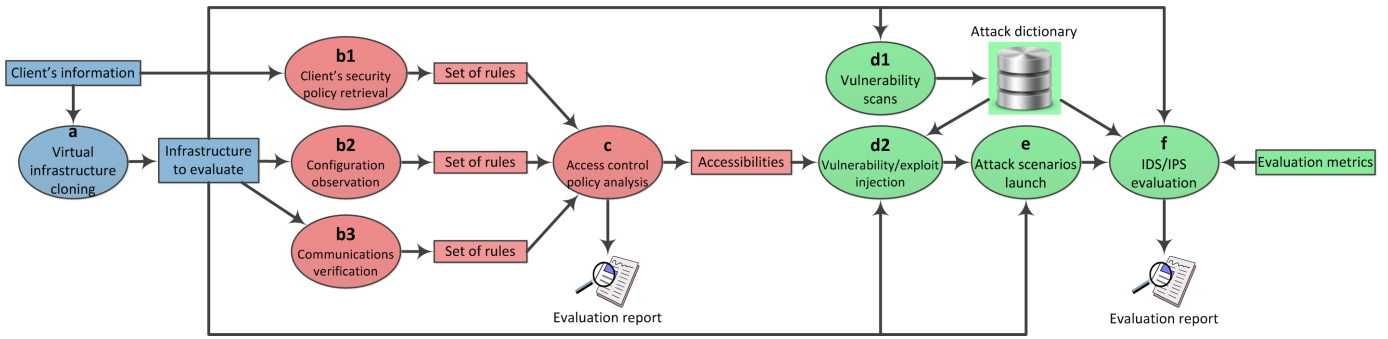 Client's information
a
Virtual
infrastructure
cloning
Infrastructure
to evaluate
b1
Client's security
policy retrieval
Set of rules
b2
Configuration
observation
Set of rules
b3
Communications
verification
Set of rules
c
Access control
policy analysis
Evaluation report
Accessibilities
d1
Vulnerability
scans
Attack dictionary
d2
Vulnerability/exploit
injection
e
Attack scenarios
launch
f
IDS/IPS
evaluation
Evaluation metrics
Evaluation report